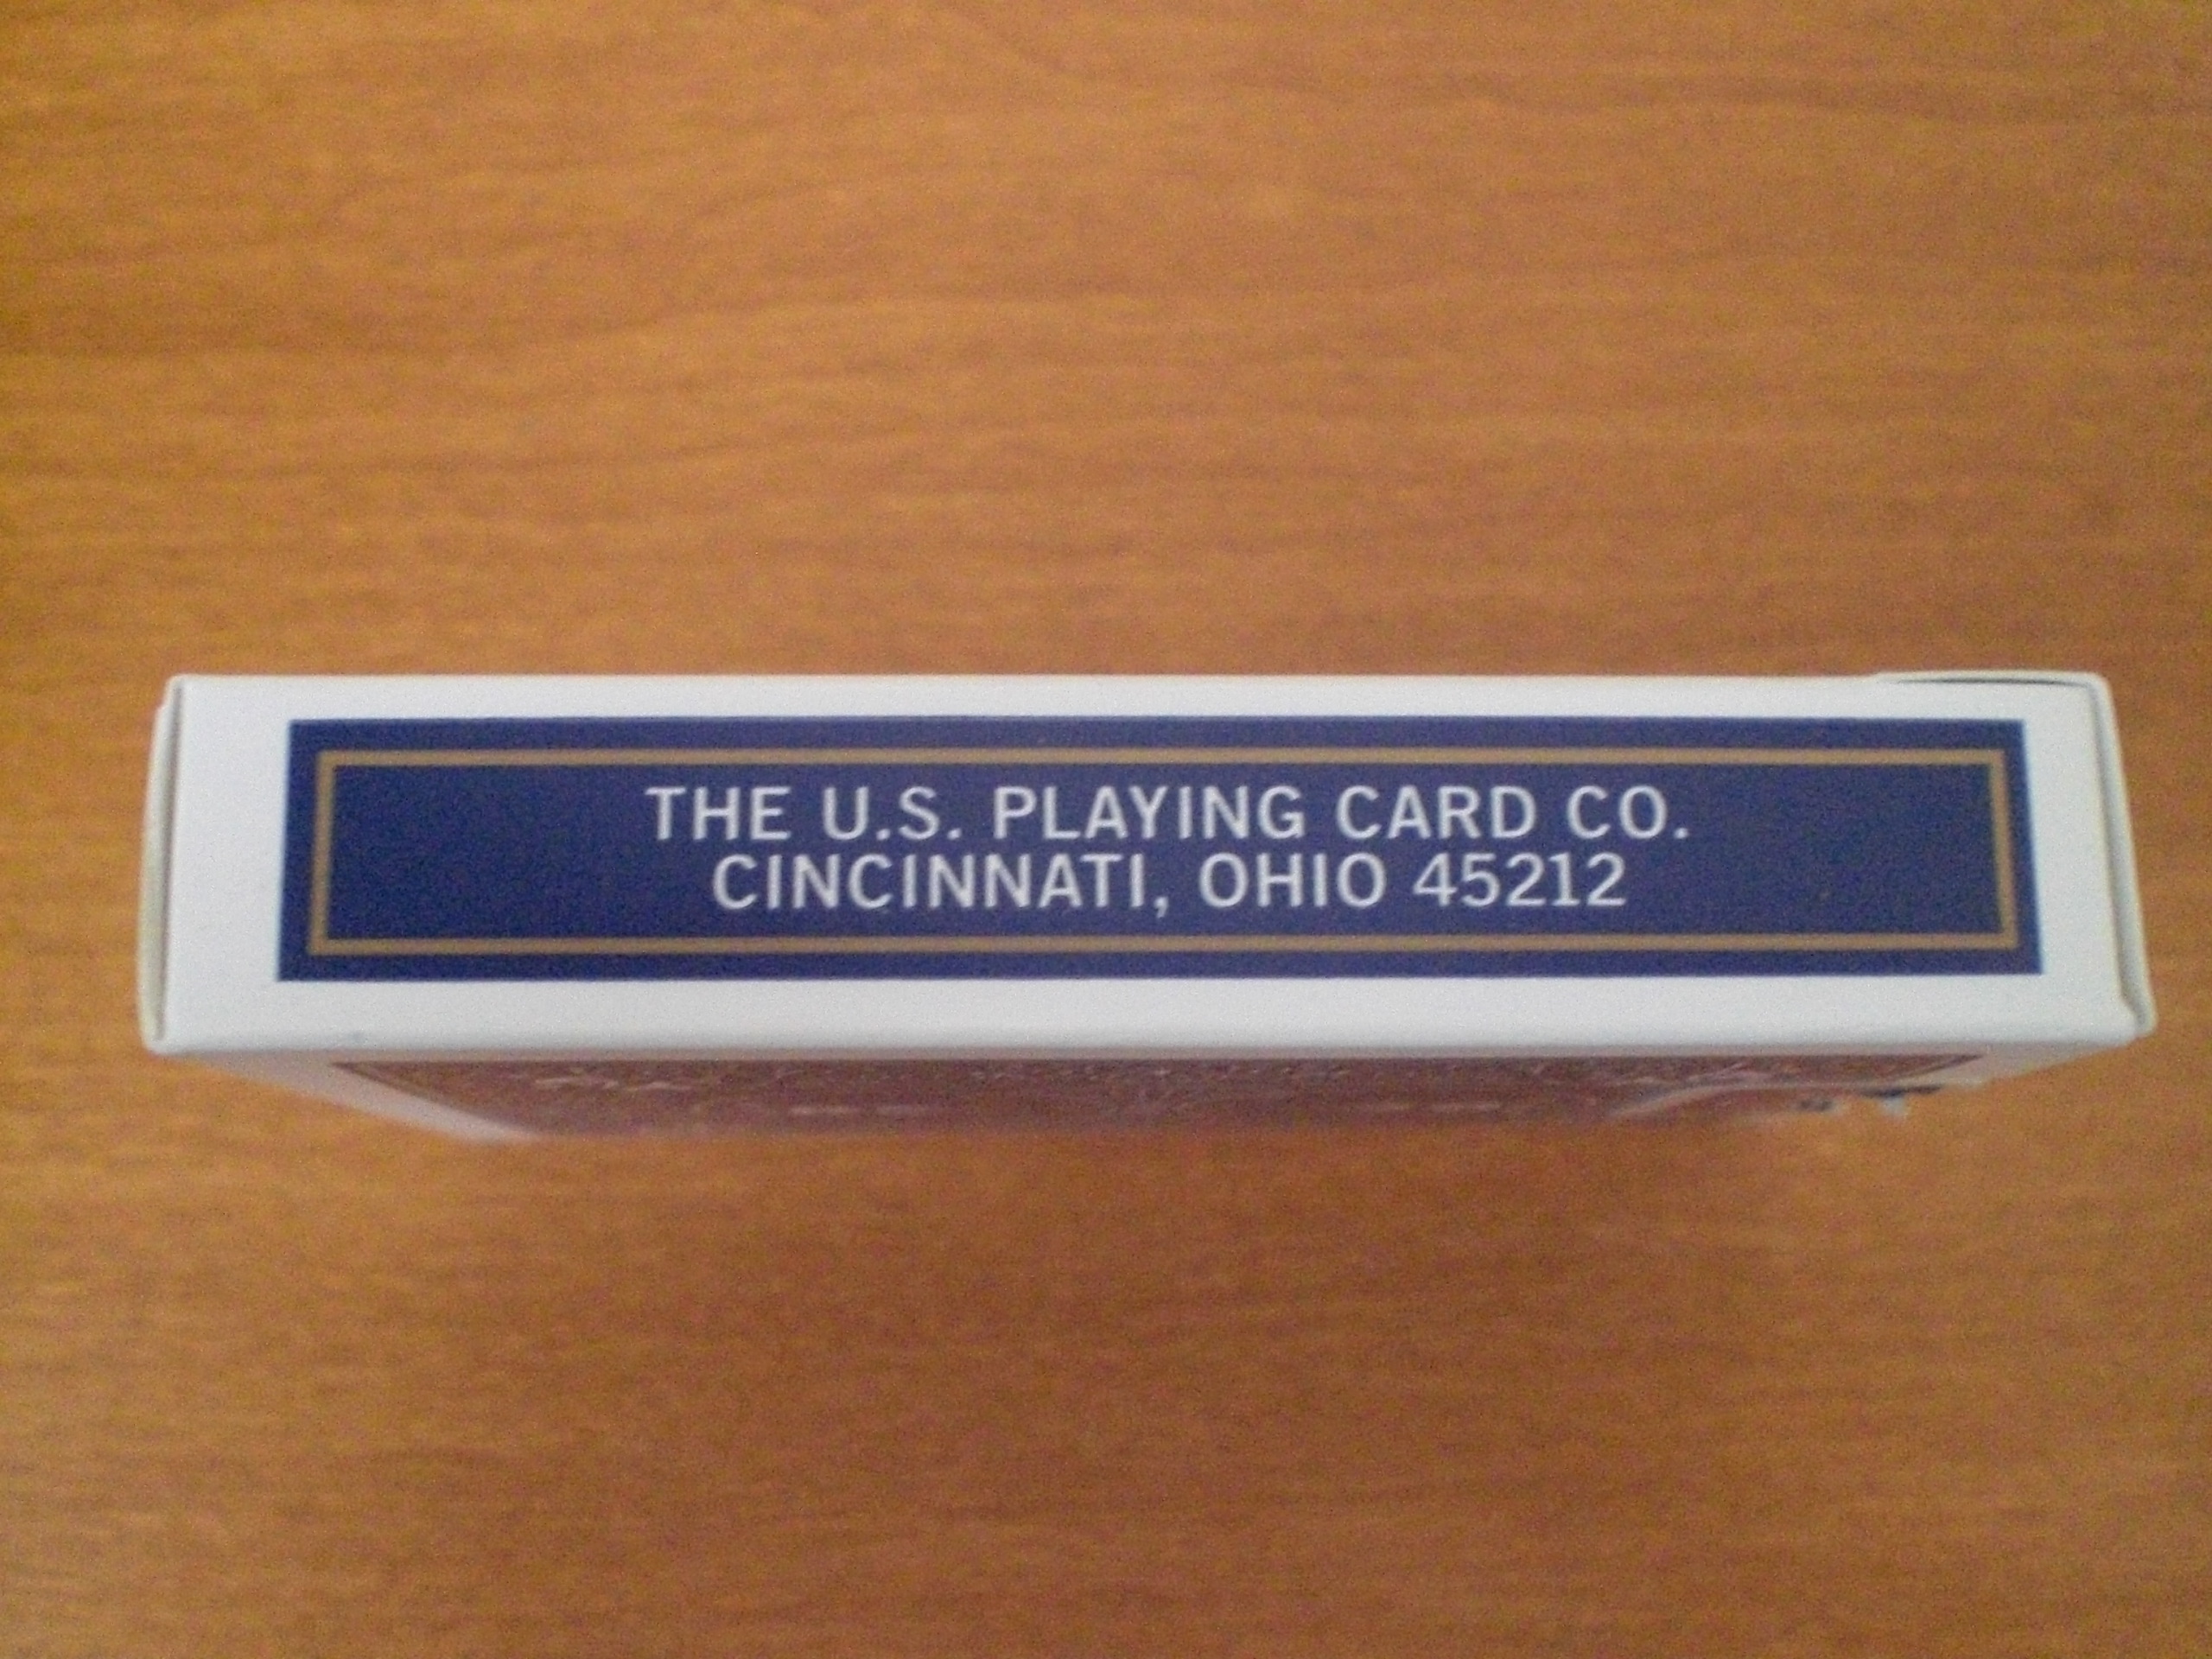 THE U.S. PLAYING CARD CO.
CINCINNATI, OHIO 45212